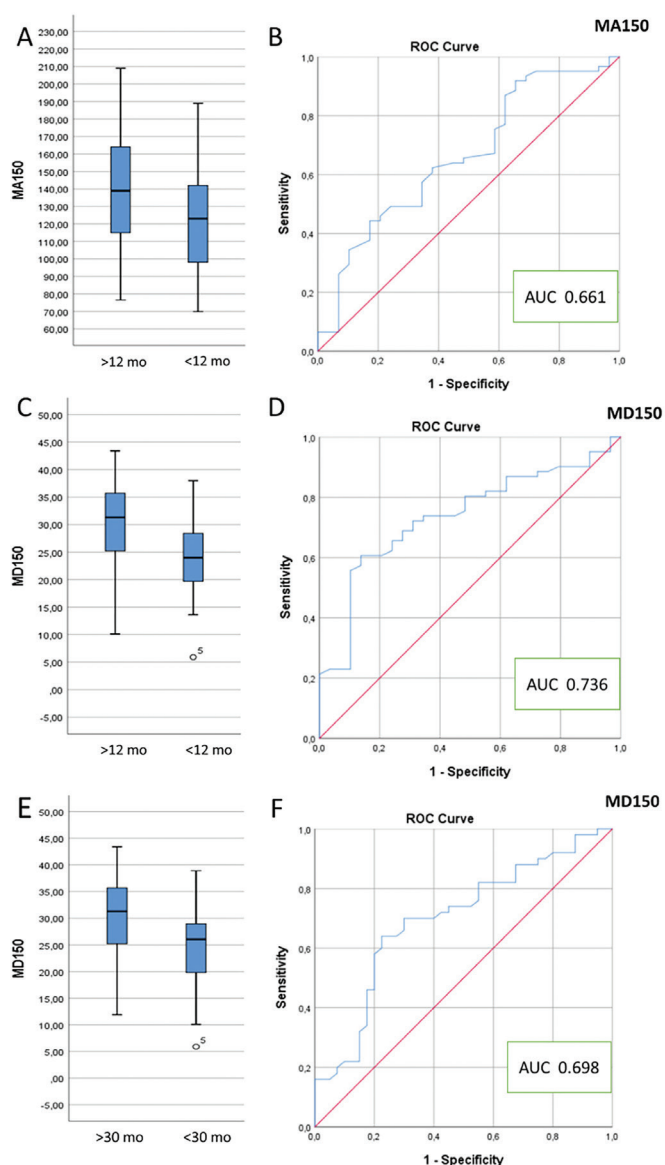 A
MA150
230,00
220,00
210,00
200,00
190,00
180,00
170,00
160,00
150,00
140,00
130,00
120,00
110,00
100,00
90,00
80,00
70,00
60,00
>12 mo <12 mo
B
MA150
ROC Curve
Sensitivity
1,0
0,8
0,6
0,4
0,2
0,0
0,0 0,2 0,4 0,6 0,8 1,0
1 - Specificity
AUC 0.661
C
MD150
50,00
45,00
40,00
35,00
30,00
25,00
20,00
15,00
10,00
5,00
,00
-5,00
5
>12 mo <12 mo
D
MD150
ROC Curve
Sensitivity
1,0
0,8
0,6
0,4
0,2
0,0
0,0 0,2 0,4 0,6 0,8 1,0
1 - Specificity
AUC 0.736
E
MD150
50,00
45,00
40,00
35,00
30,00
25,00
20,00
15,00
10,00
5,00
,00
-5,00
5
>30 mo <30 mo
F
MD150
ROC Curve
Sensitivity
1,0
0,8
0,6
0,4
0,2
0,0
0,0 0,2 0,4 0,6 0,8 1,0
1 - Specificity
AUC 0.698